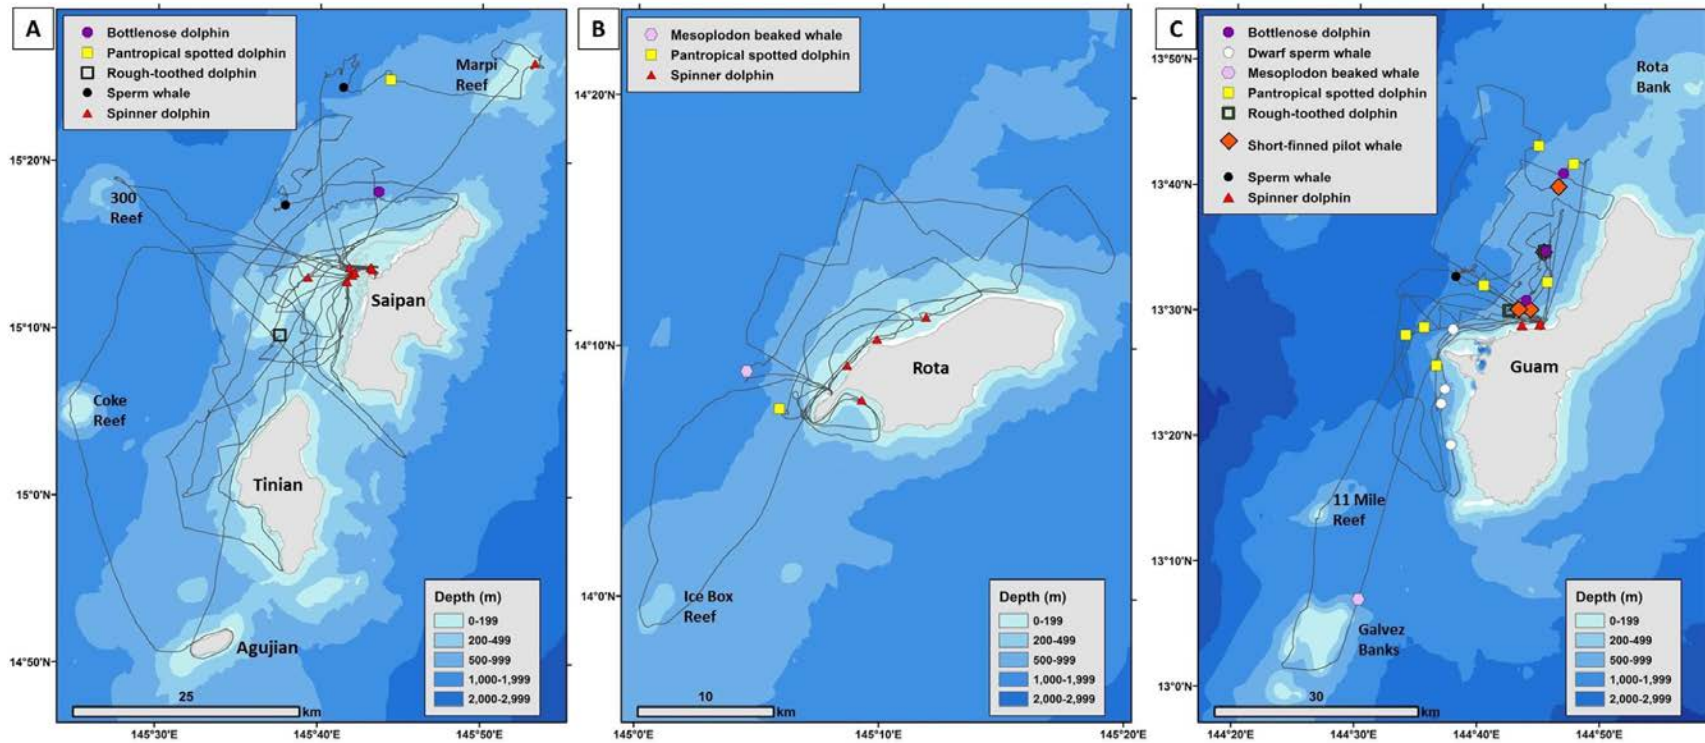 A
Bottlenose dolphin
Pantropical spotted dolphin
Rough-toothed dolphin
Sperm whale
Spinner dolphin
Marpi
Reef
15°20'N
300
Reef
Saipan
15°10'N
Coke
Reef
Tinian
15°0'N
Agujian
14°50'N
Depth (m)
0-199
200-499
500-999
1,000-1,999
2,000-2,999
25
km
145°30'E
145°40'E
145°50'E
B
Mesoplodon beaked whale
Pantropical spotted dolphin
Spinner dolphin
14°20'N
14°10'N
Rota
14°0'N
Ice Box
Reef
Depth (m)
0-199
200-499
500-999
1,000-1,999
2,000-2,999
10
km
145°0'E
145°10'E
145°20'E
C
Bottlenose dolphin
Dwarf sperm whale
Mesoplodon beaked whale
Pantropical spotted dolphin
Rough-toothed dolphin
Short-finned pilot whale
Sperm whale
Spinner dolphin
13°50'N
Rota
Bank
13°40'N
13°30'N
Guam
13°20'N
11 Mile
Reef
13°10'N
Galvez
Banks
13°0'N
Depth (m)
0-199
200-499
500-999
1,000-1,999
2,000-2,999
30
km
144°20'E
144°30'E
144°40'E
144°50'E